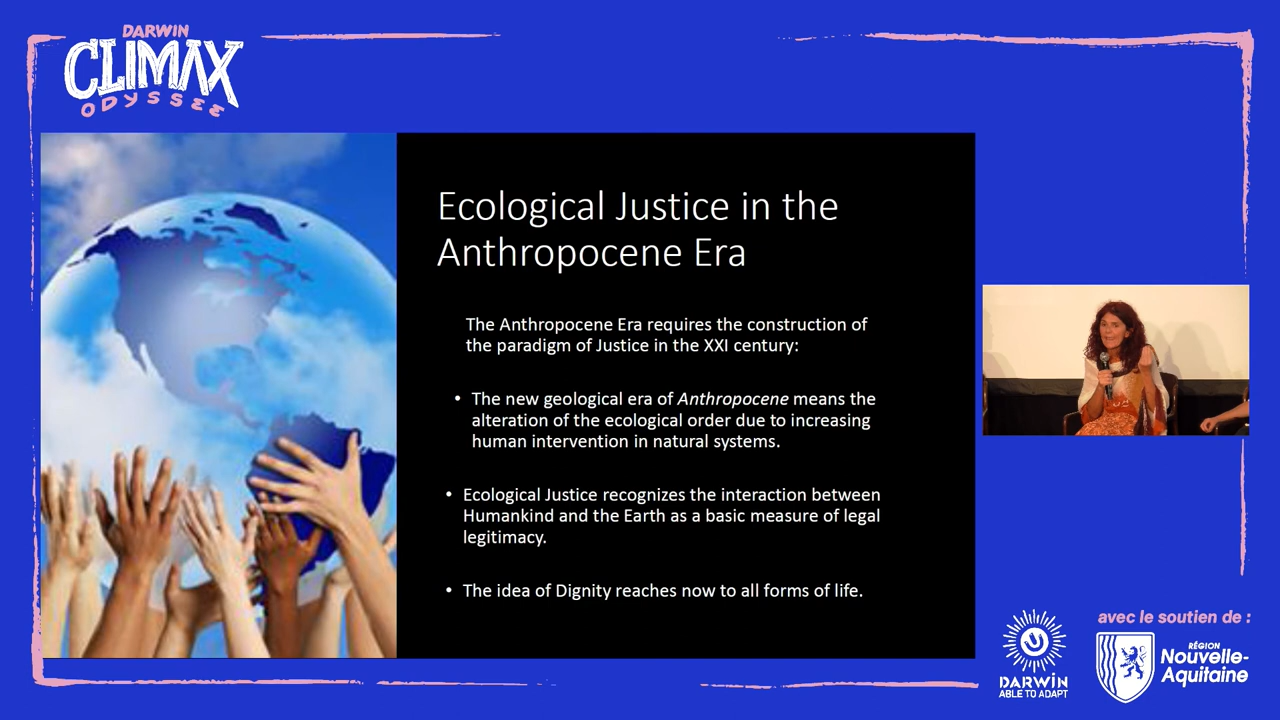 DARWIN
CLIMAX
ODYSSEE
Ecological Justice in the
Anthropocene Era
The Anthropocene Era requires the construction of
the paradigm of Justice in the XXI century:
• The new geological era of Anthropocene means the
alteration of the ecological order due to increasing
human intervention in natural systems.
• Ecological Justice recognizes the interaction between
Humankind and the Earth as a basic measure of legal
legitimacy.
• The idea of Dignity reaches now to all forms of life.
avec le soutien de :
DARWIN
ABLE TO ADAPT
RÉGION
Nouvelle-
Aquitaine